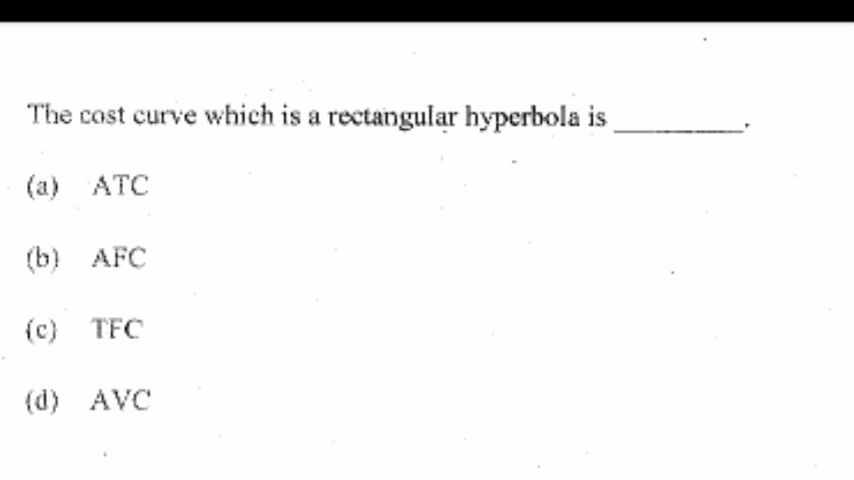 The cost curve which is a rectangular hyperbola is ________.
(a) ATC
(b) AFC
(c) TFC
(d) AVC